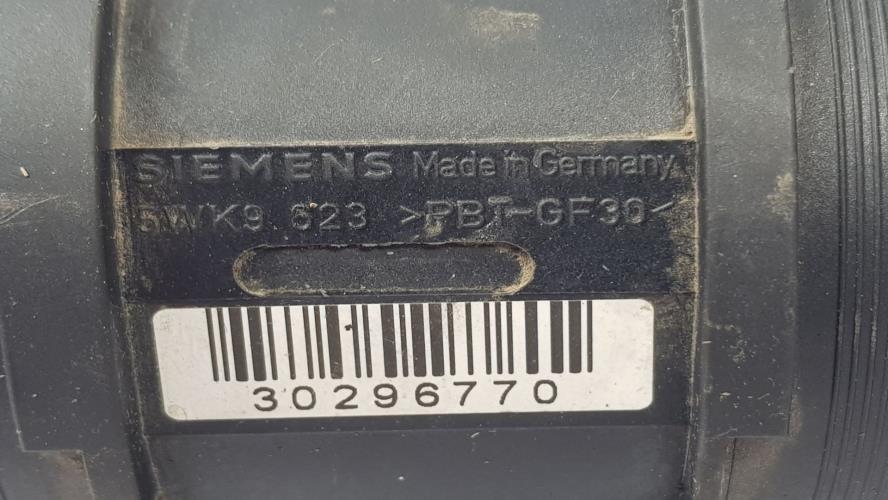 SIEMENS Made in Germany
5WK9 623 >PBT-GF30<
30296770